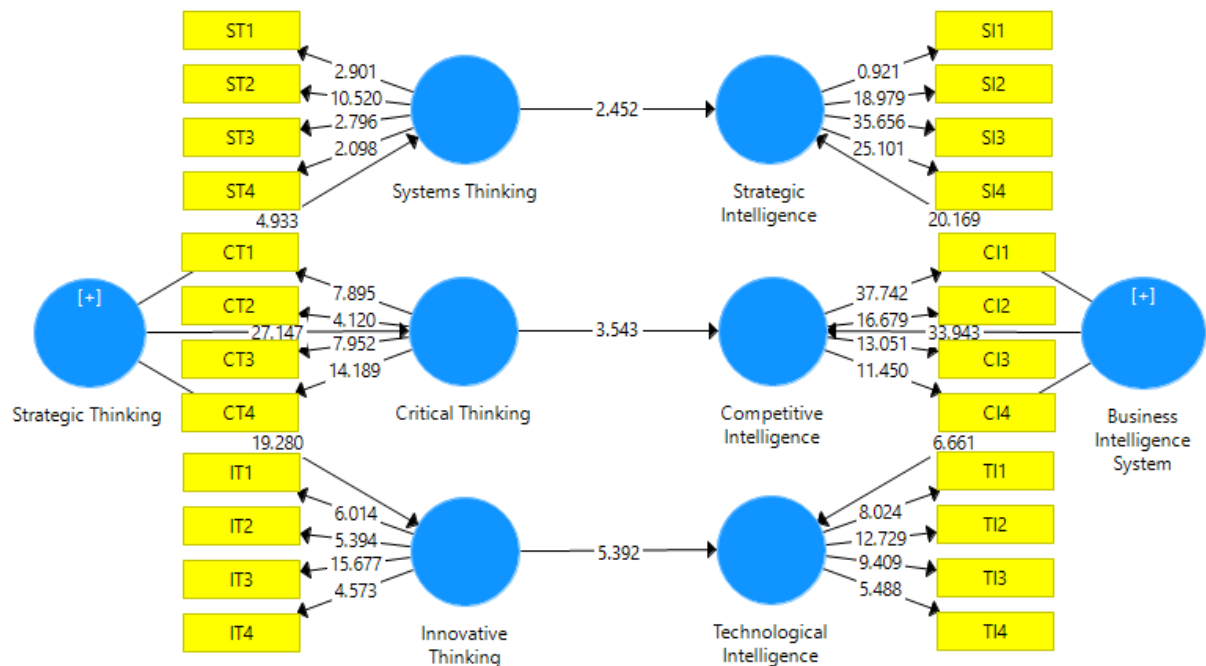 ST1
SI1
2.901
0.921
ST2
SI2
10.520
18.979
2.452
2.796
35.656
ST3
SI3
2.098
25.101
ST4
SI4
Systems Thinking
Strategic
Intelligence
4.933
20.169
CT1
CI1
[+]
[+]
7.895
37.742
CT2
CI2
4.120
16.679
27.147
3.543
33.943
7.952
13.051
CT3
CI3
14.189
11.450
CT4
CI4
Strategic Thinking
Critical Thinking
Competitive
Intelligence
Business
Intelligence
System
19.280
6.661
IT1
TI1
6.014
8.024
IT2
TI2
5.394
12.729
5.392
15.677
9.409
IT3
TI3
4.573
5.488
IT4
TI4
Innovative
Thinking
Technological
Intelligence